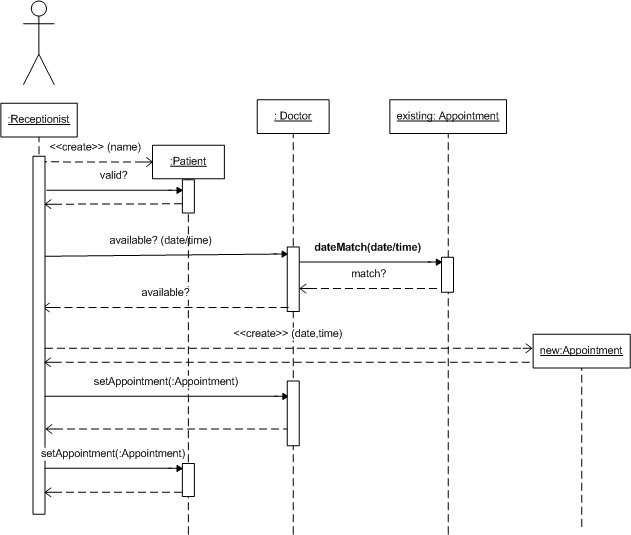 :Receptionist
: Doctor
existing: Appointment
<<create>> (name)
:Patient
valid?
available? (date/time)
dateMatch(date/time)
match?
available?
<<create>> (date,time)
new:Appointment
setAppointment(:Appointment)
setAppointment(:Appointment)